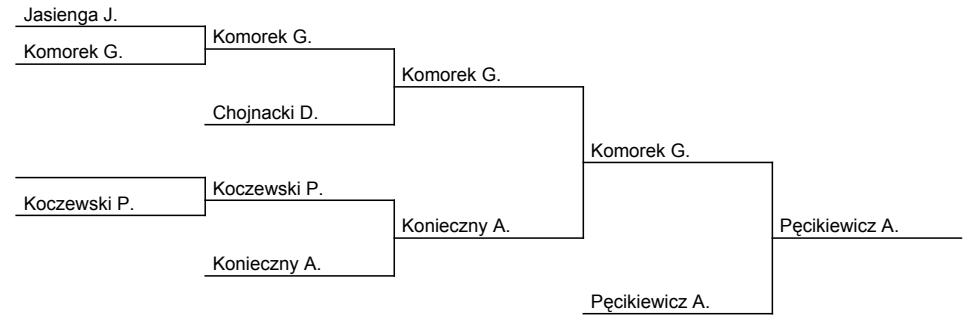 Jasienga J.
Komorek G.
Komorek G.
Komorek G.
Chojnacki D.
Komorek G.
Koczewski P.
Koczewski P.
Konieczny A.
Pęcikiewicz A.
Konieczny A.
Pęcikiewicz A.